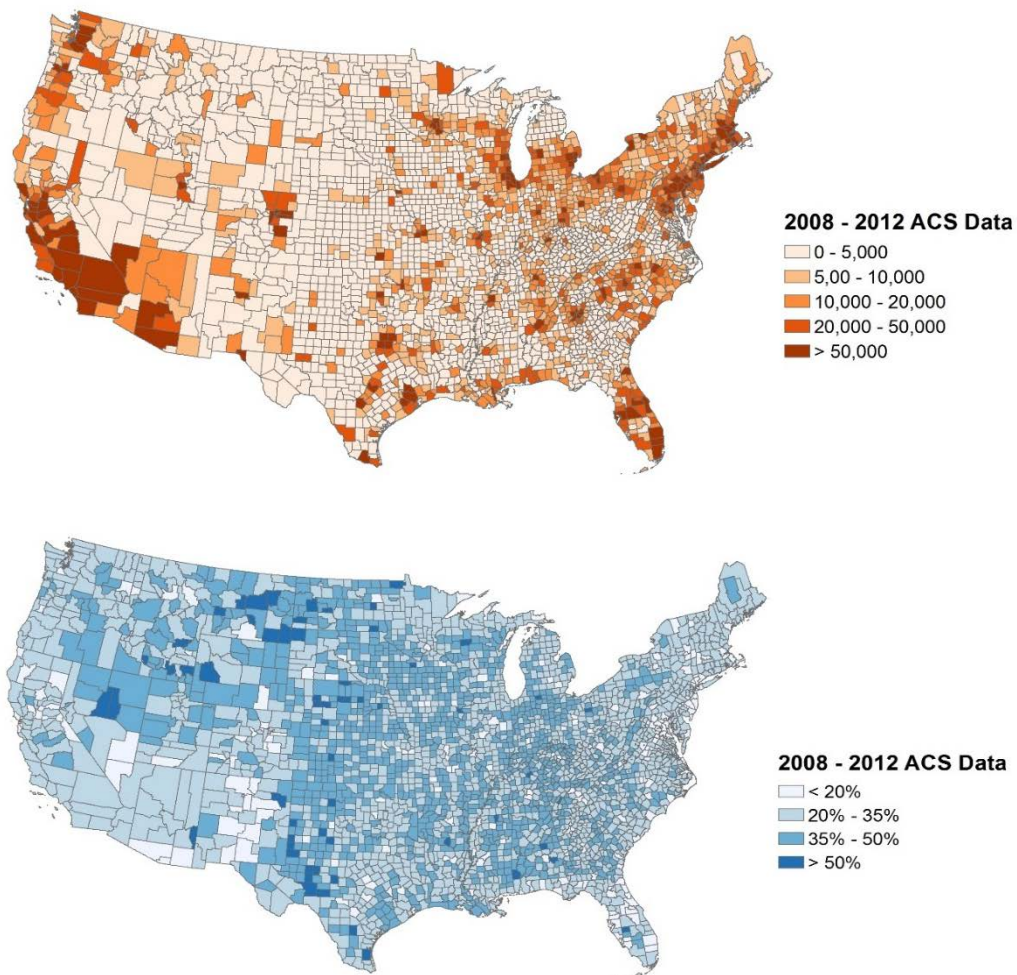 2008 - 2012 ACS Data
0 - 5,000
5,00 - 10,000
10,000 - 20,000
20,000 - 50,000
> 50,000
2008 - 2012 ACS Data
< 20%
20% - 35%
35% - 50%
> 50%